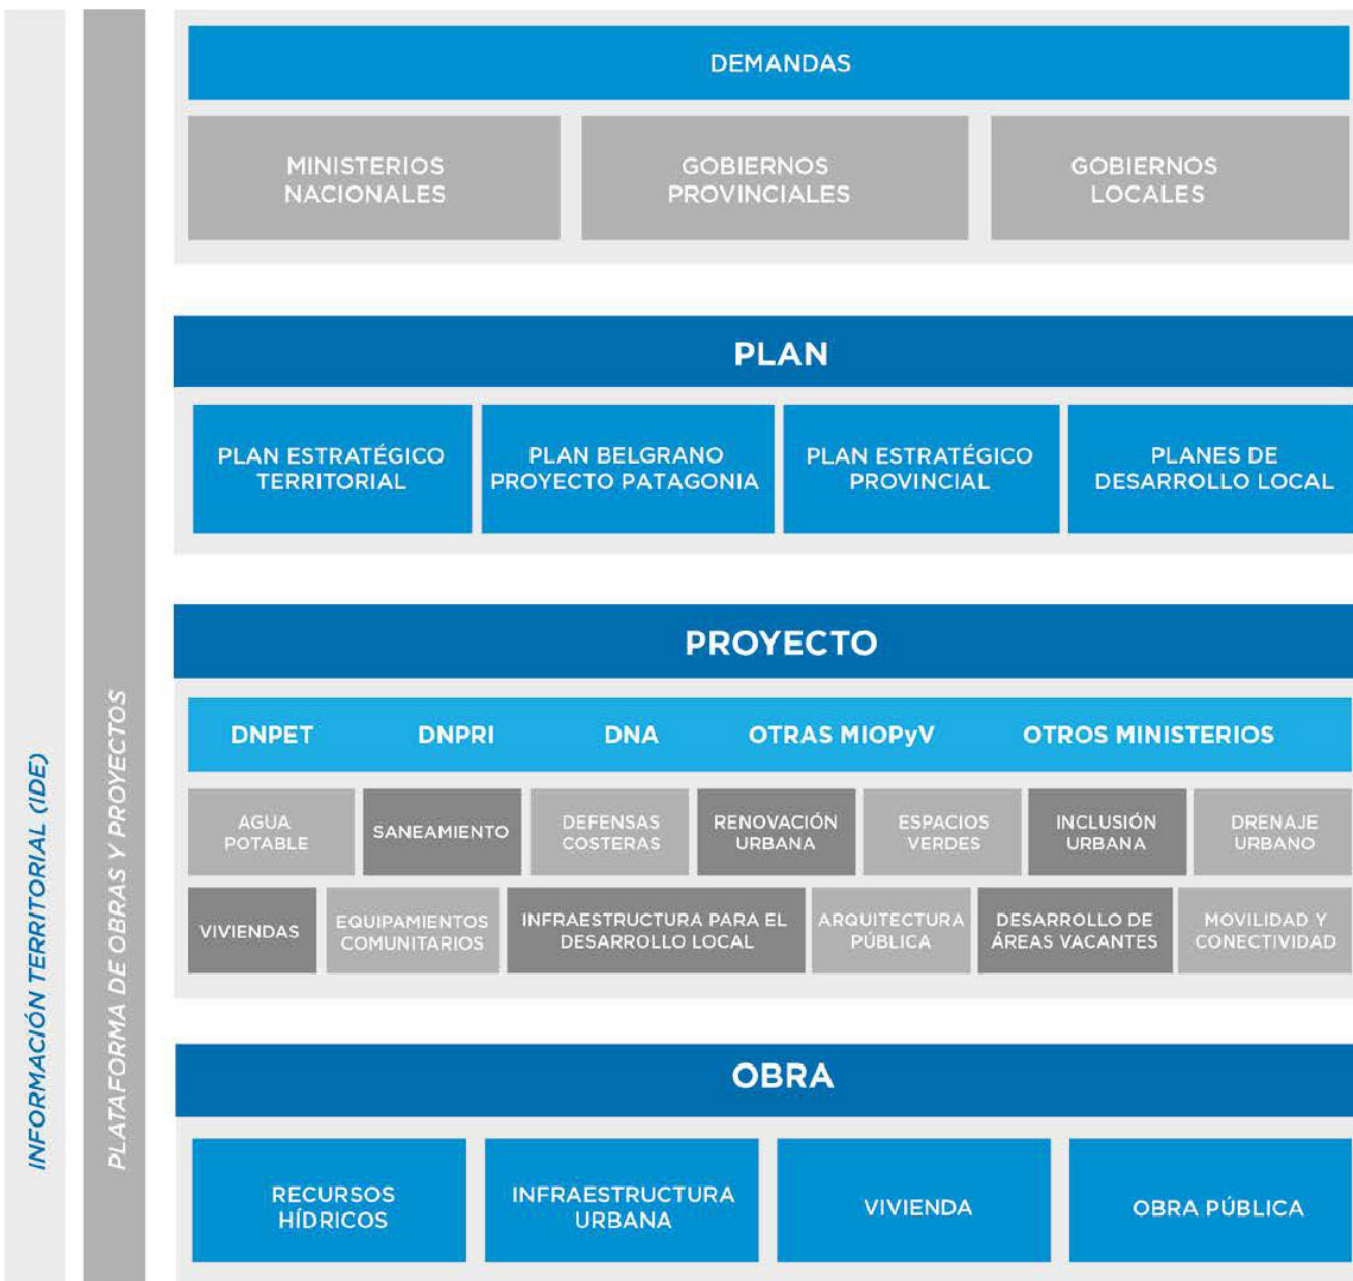 DEMANDAS
MINISTERIOS
NACIONALES
GOBIERNOS
PROVINCIALES
GOBIERNOS
LOCALES
PLAN
PLAN ESTRATÉGICO
TERRITORIAL
PLAN BELGRANO
PROYECTO PATAGONIA
PLAN ESTRATÉGICO
PROVINCIAL
PLANES DE
DESARROLLO LOCAL
PROYECTO
DNPET
DNPRI
DNA
OTRAS MIOPyV
OTROS MINISTERIOS
AGUA
POTABLE
SANEAMIENTO
DEFENSAS
COSTERAS
RENOVACIÓN
URBANA
ESPACIOS
VERDES
INCLUSIÓN
URBANA
DRENAJE
URBANO
VIVIENDAS
EQUIPAMIENTOS
COMUNITARIOS
INFRAESTRUCTURA PARA EL
DESARROLLO LOCAL
ARQUITECTURA
PÚBLICA
DESARROLLO DE
ÁREAS VACANTES
MOVILIDAD Y
CONECTIVIDAD
OBRA
RECURSOS
HÍDRICOS
INFRAESTRUCTURA
URBANA
VIVIENDA
OBRA PÚBLICA
INFORMACIÓN TERRITORIAL (IDE)
PLATAFORMA DE OBRAS Y PROYECTOS